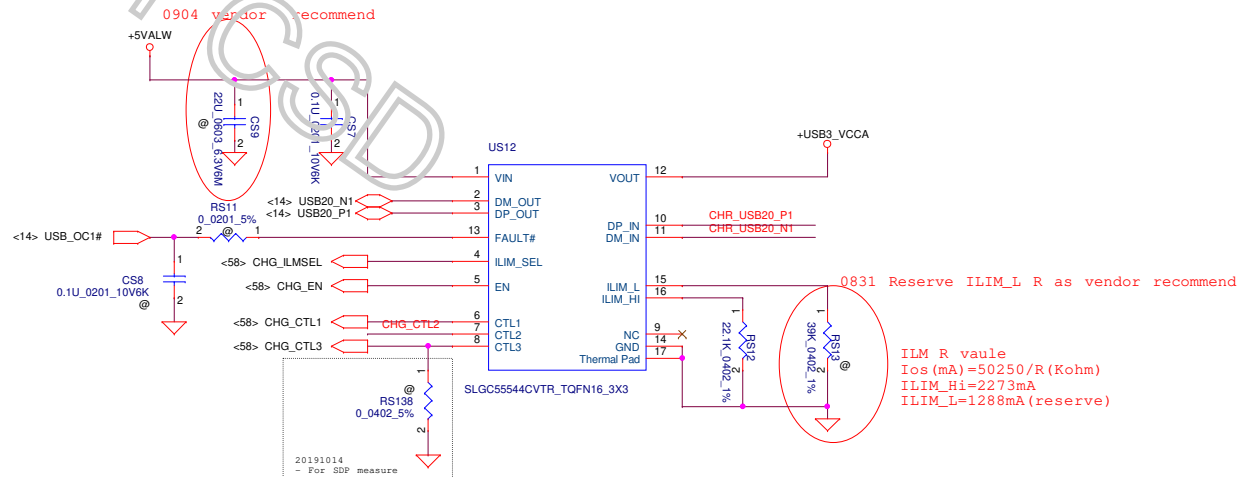 0904 vendor recommend
+5VALW
1
22U_0603_6.3V6M
@
CS9
2
1
0.1U_0201_10V6K
CS7
2
CSD
US12
+USB3_VCCA
1 VIN VOUT 12
<14> USB20_N1 2 DM_OUT
<14> USB20_P1 3 DP_OUT
DP_IN 10 CHR_USB20_P1
DM_IN 11 CHR_USB20_N1
RS11
0_0201_5%
@
<14> USB_OC1# 2 1 13 FAULT#
CS8
0.1U_0201_10V6K
@
1
2
<58> CHG_ILMSEL 4 ILIM_SEL
<58> CHG_EN 5 EN
ILIM_L 15
ILIM_HI 16
0831 Reserve ILIM_L R as vendor recommend
<58> CHG_CTL1 6 CTL1
CHG_CTL2 7 CTL2
<58> CHG_CTL3 8 CTL3
NC 9
GND 14
Thermal Pad 17
1
RS12
22.1K_0402_1%
2
1
RS13
39K_0402_1%
@
2
ILM R vaule
Ios(mA)=50250/R(Kohm)
ILIM_Hi=2273mA
ILIM_L=1288mA(reserve)
SLGC55544CVTR_TQFN16_3X3
1
@
RS138
0_0402_5%
2
20191014
- For SDP measure